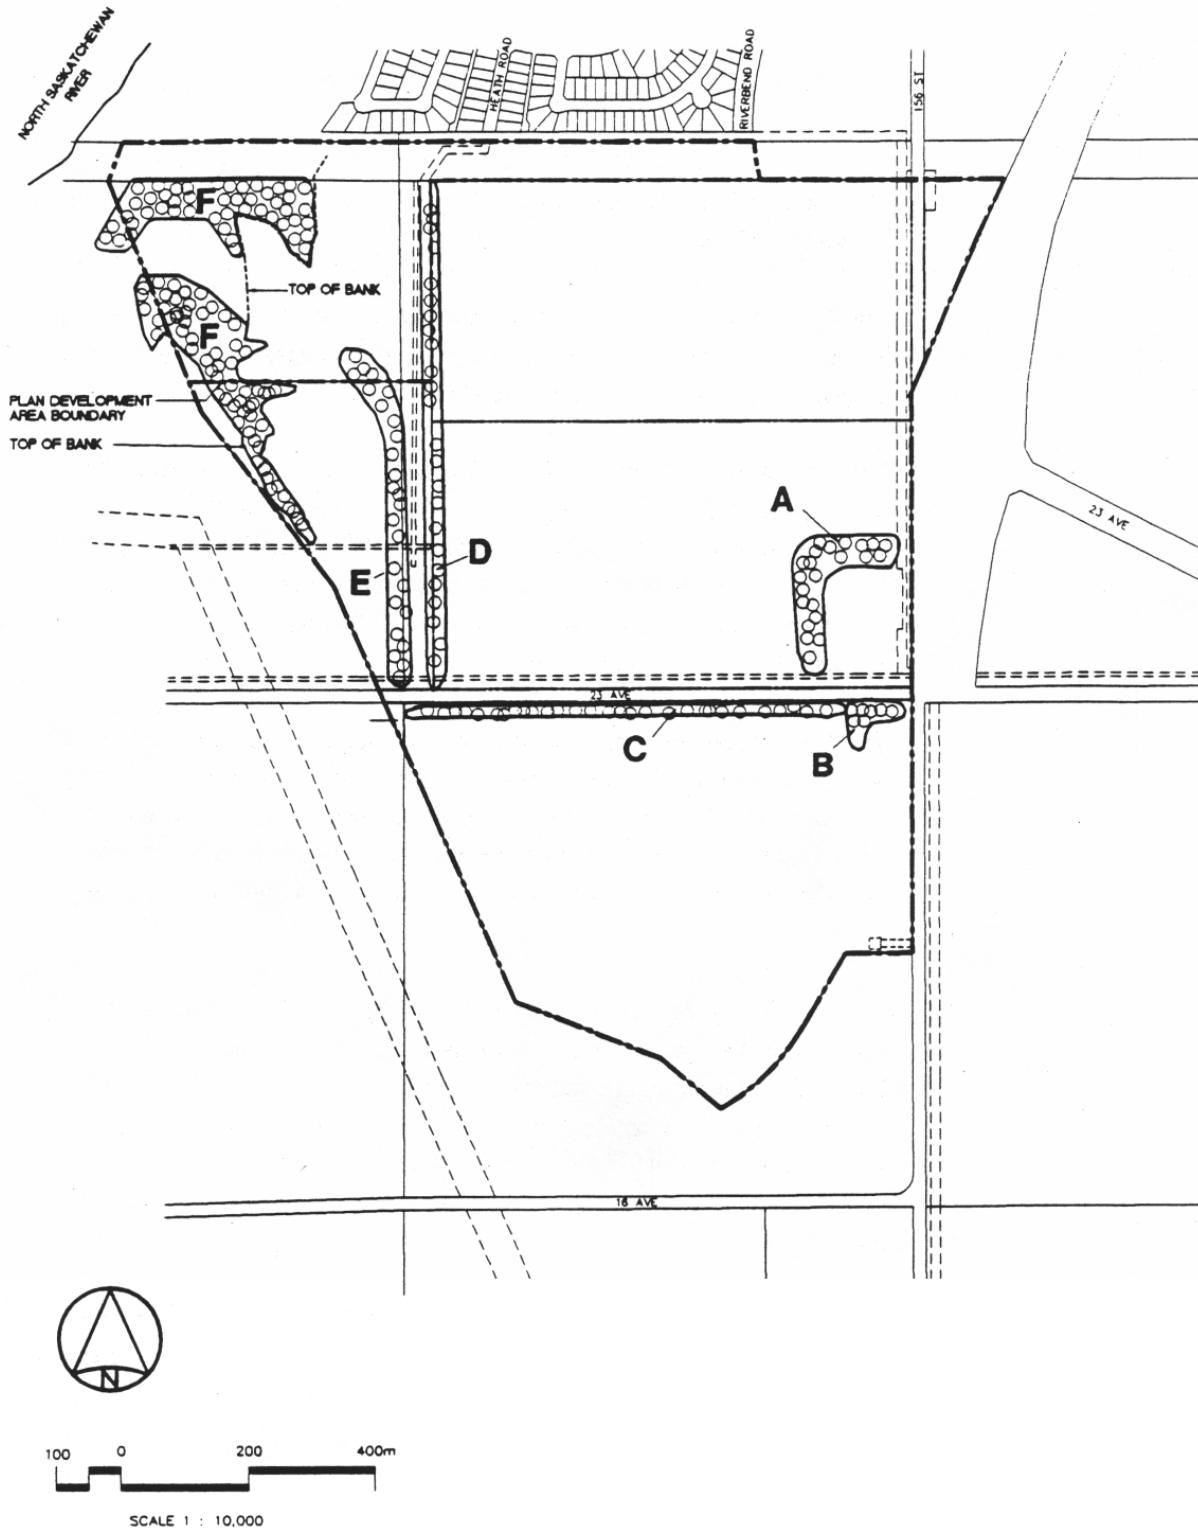 NORTH SASKATCHEWAN
RIVER
HEATH ROAD
RIVERBEND ROAD
156 ST
F
TOP OF BANK
F
PLAN DEVELOPMENT
AREA BOUNDARY
TOP OF BANK
A
23 AVE
D
E
23 AVE
C
B
16 AVE
N
100 0 200 400m
SCALE 1 : 10,000